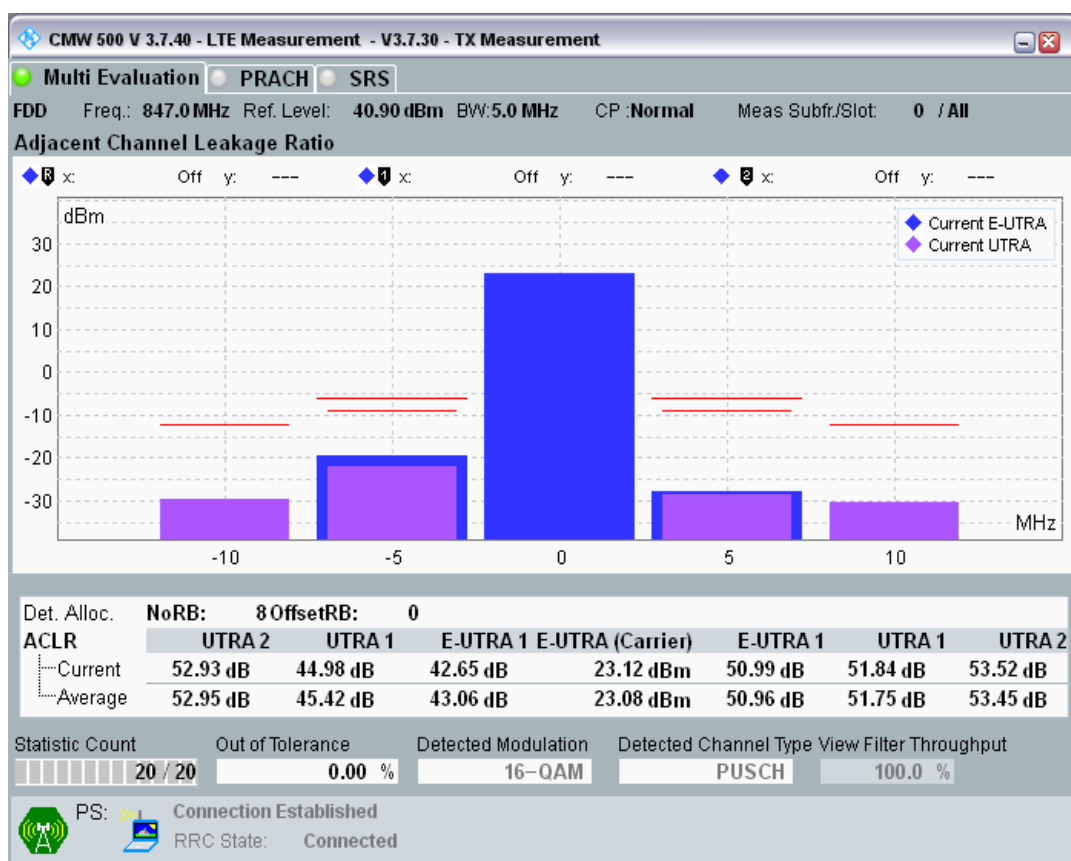 CMW 500 V 3.7.40 - LTE Measurement - V3.7.30 - TX Measurement
Multi Evaluation PRACH SRS
FDD Freq.: 847.0 MHz Ref. Level: 40.90 dBm BW:5.0 MHz CP :Normal Meas Subfr./Slot: 0 / All
Adjacent Channel Leakage Ratio
R x: Off y: --- 1 x: Off y: --- 2 x: Off y: ---
dBm
Current E-UTRA
Current UTRA
30
20
10
0
-10
-20
-30
MHz
-10 -5 0 5 10
Det. Alloc. NoRB: 8 OffsetRB: 0
ACLR UTRA 2 UTRA 1 E-UTRA 1 E-UTRA (Carrier) E-UTRA 1 UTRA 1 UTRA 2
Current 52.93 dB 44.98 dB 42.65 dB 23.12 dBm 50.99 dB 51.84 dB 53.52 dB
Average 52.95 dB 45.42 dB 43.06 dB 23.08 dBm 50.96 dB 51.75 dB 53.45 dB
Statistic Count Out of Tolerance Detected Modulation Detected Channel Type View Filter Throughput
20 / 20 0.00 % 16-QAM PUSCH 100.0 %
PS: Connection Established
RRC State: Connected